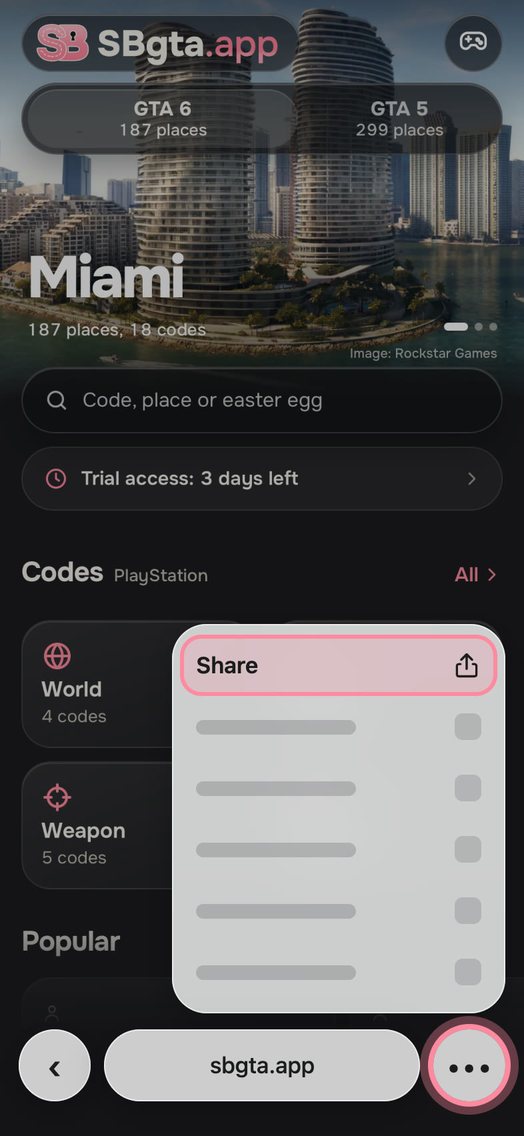 SB SBgta.app
GTA 6
187 places
GTA 5
299 places
Miami
187 places, 18 codes
Image: Rockstar Games
Code, place or easter egg
Trial access: 3 days left
Codes PlayStation
All
World
4 codes
Share
Weapon
5 codes
Popular
sbgta.app